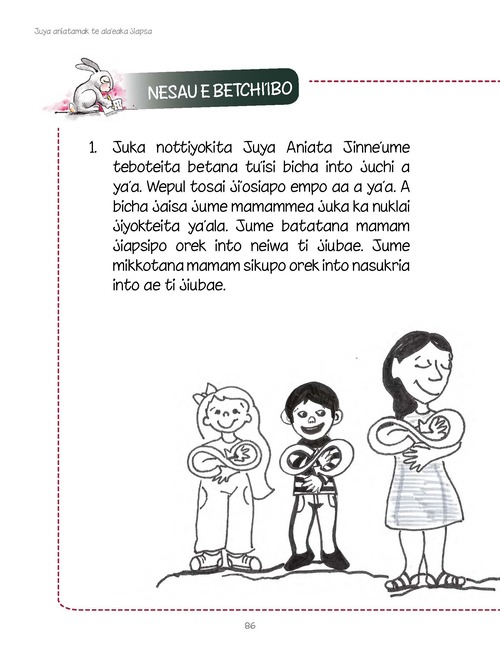 Juya aniatamak te ala'eaka jiapsa
NESAU E BETCHI'IBO
1. Juka nottiyokita Juya Aniata Jinne'ume
teboteita betana tu'isi bicha into juchi a
ya'a. Wepul tosai ji'osiapo empo aa a ya'a. A
bicha jaisa jume mamammea juka ka nuklai
jiyokteita ya'ala. Jume batatana mamam
jiapsipo orek into neiwa ti jiubae. Jume
mikkotana mamam sikupo orek into nasukria
into ae ti jiubae.
86